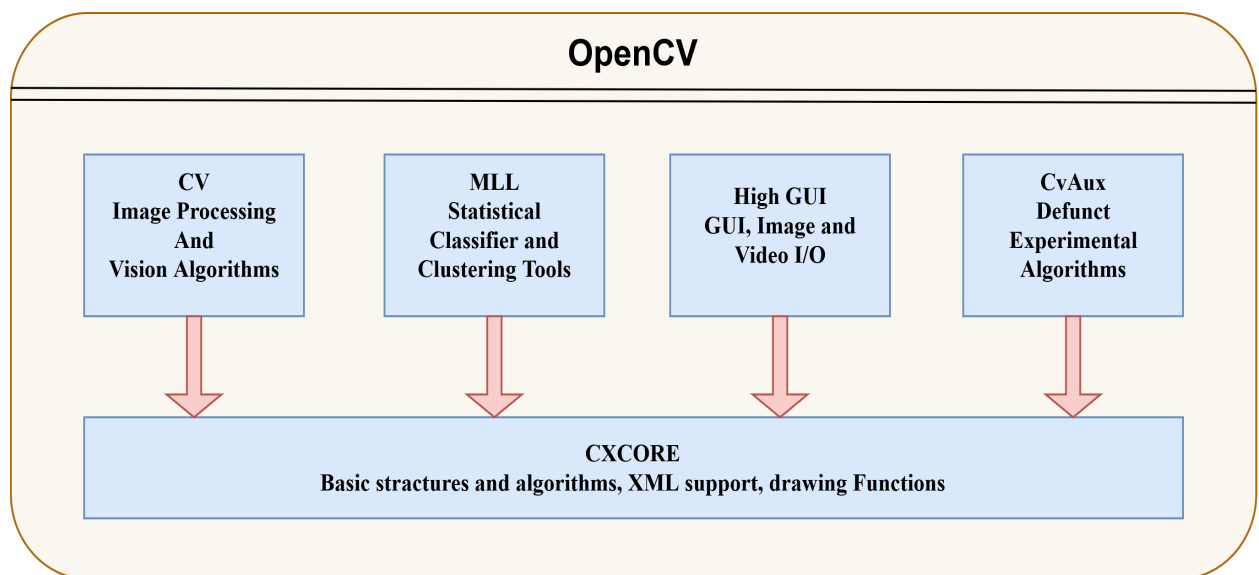 OpenCV
CV
Image Processing
And
Vision Algorithms
MLL
Statistical
Classifier and
Clustering Tools
High GUI
GUI, Image and
Video I/O
CvAux
Defunct
Experimental
Algorithms
CXCORE
Basic stractures and algorithms, XML support, drawing Functions